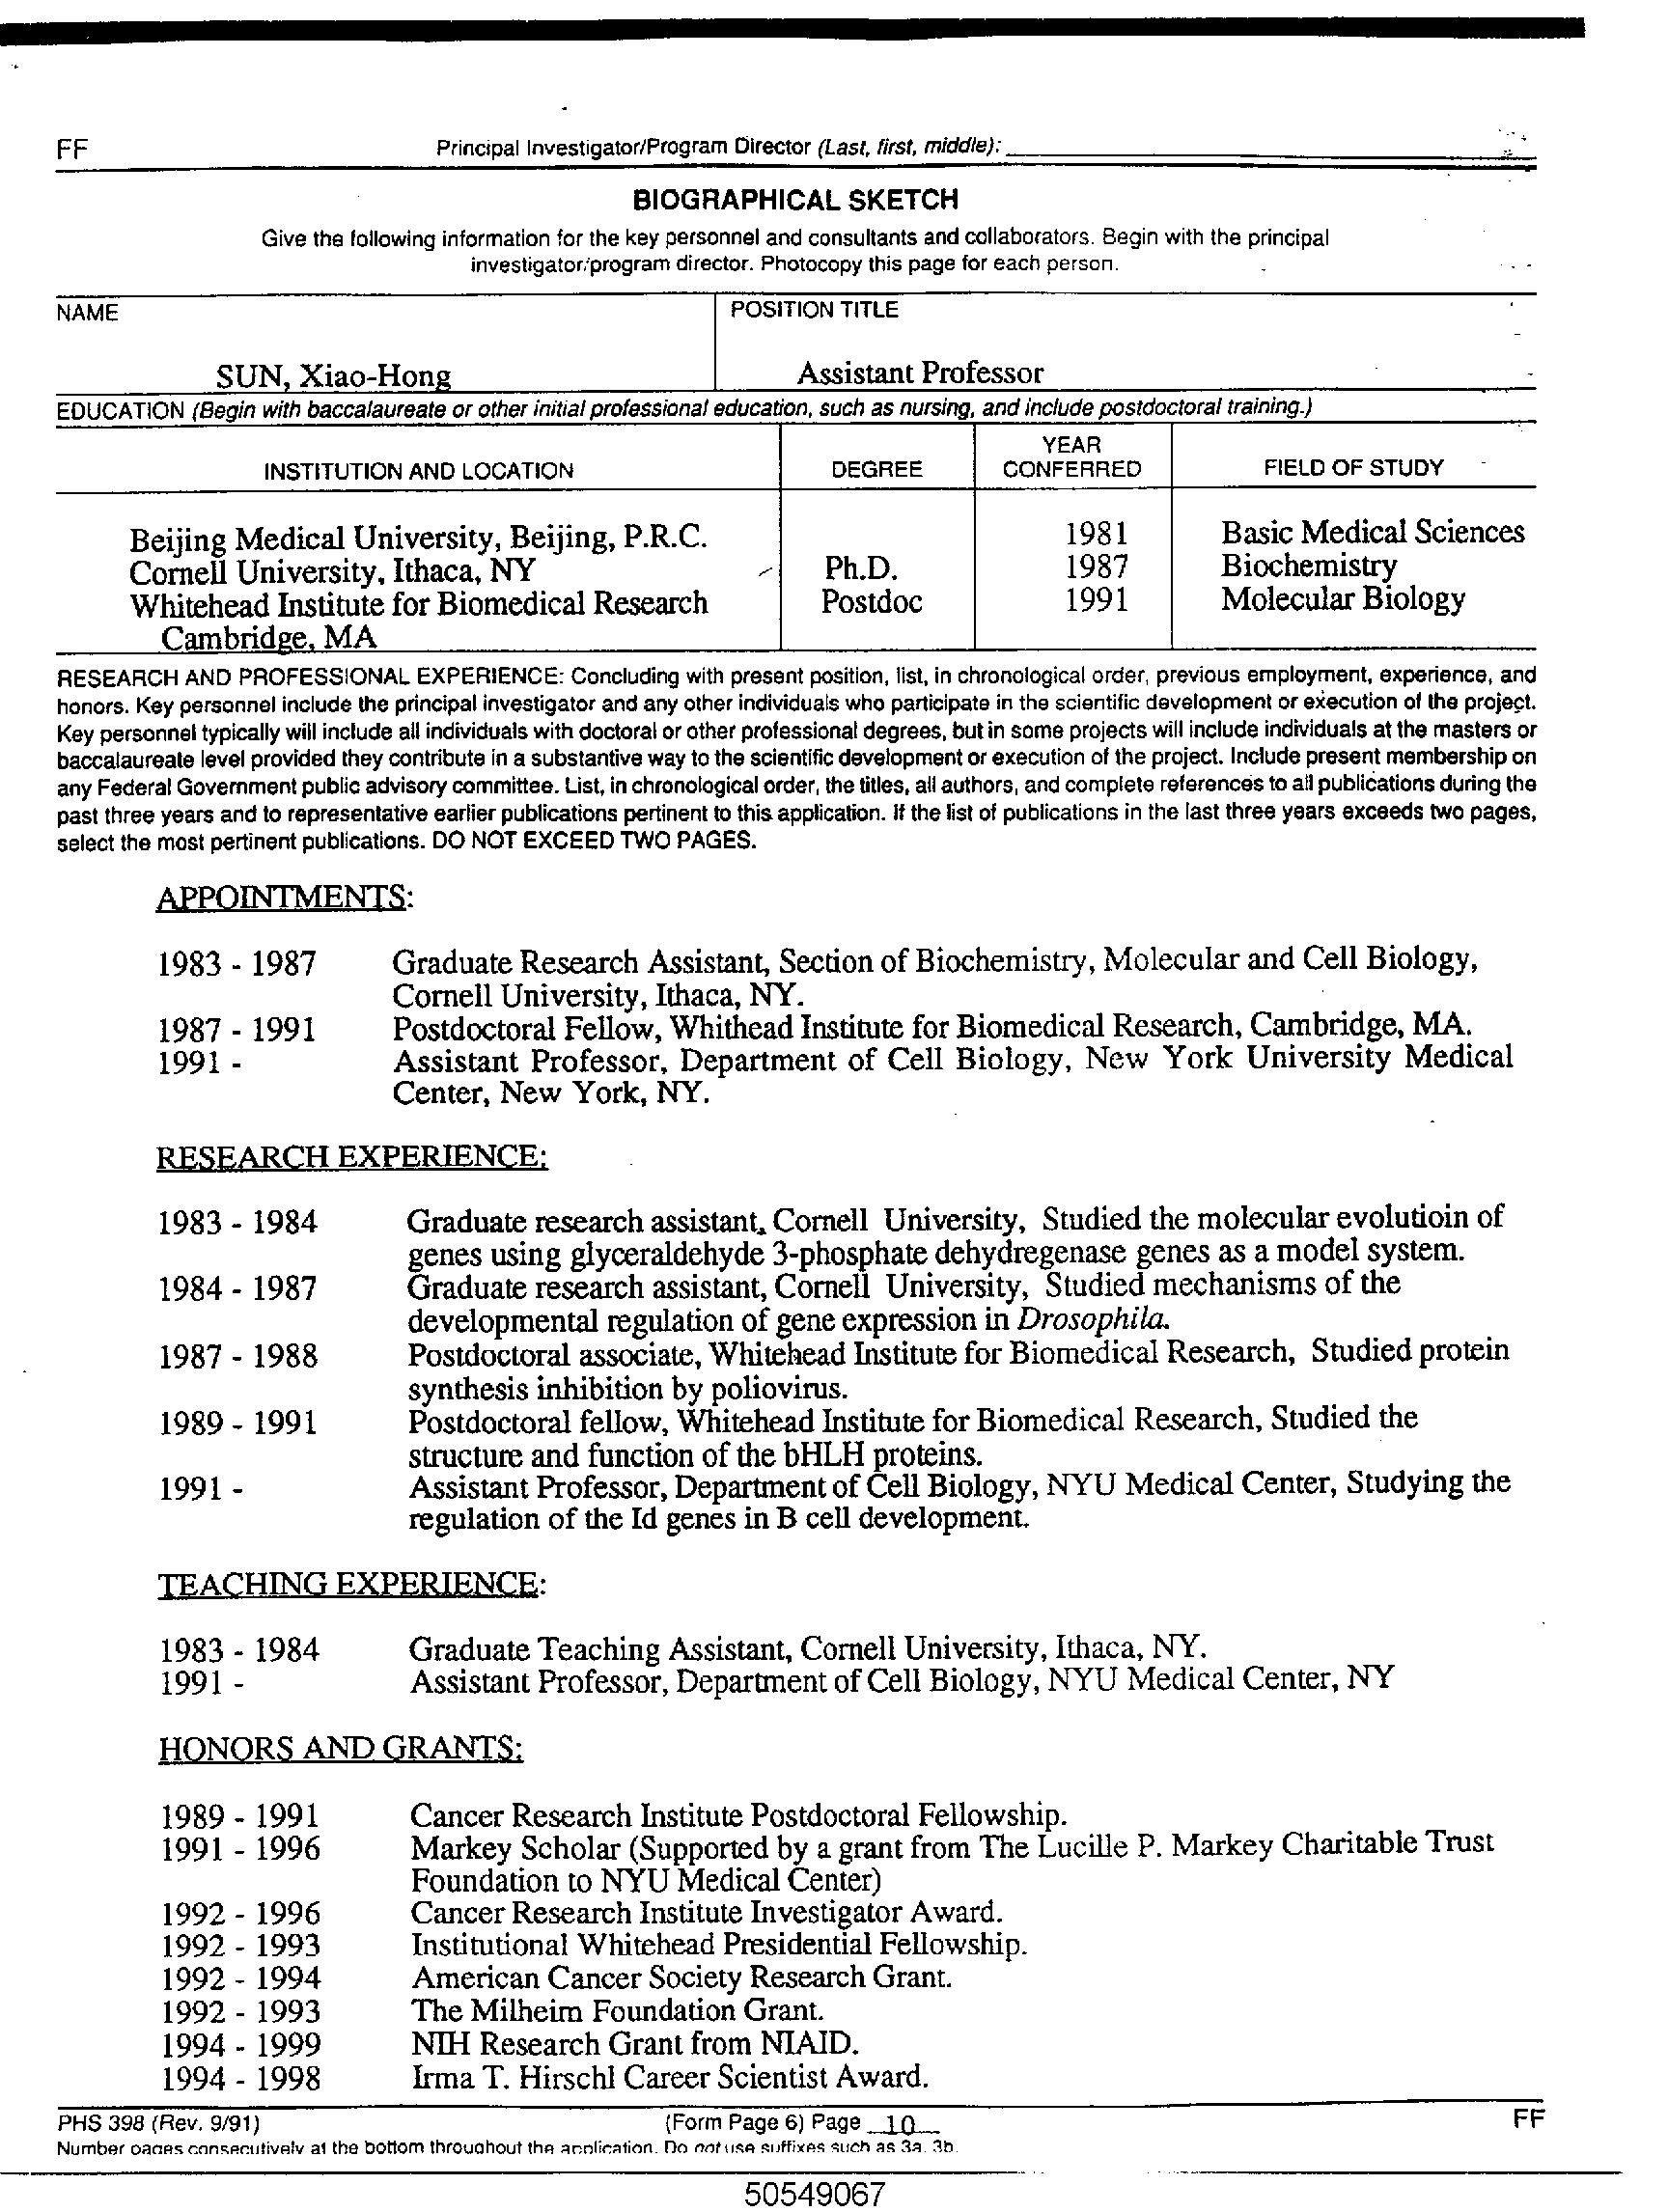 FF Principal Investigator/Program Director (Last, first, middle):
BIOGRAPHICAL SKETCH
Give the following information for the key personnel and consultants and collaborators. Begin with the principal
investigator/program director. Photocopy this page for each person.
NAME POSITION TITLE
SUN, Xiao-Hong Assistant Professor
EDUCATION (Begin with baccalaureate or other initial professional education, such as nursing, and include postdoctoral training.)
INSTITUTION AND LOCATION DEGREE YEAR CONFERRED FIELD OF STUDY
Beijing Medical University, Beijing, P.R.C. 1981 Basic Medical Sciences
Cornell University, Ithaca, NY Ph.D. 1987 Biochemistry
Whitehead Institute for Biomedical Research Postdoc 1991 Molecular Biology
Cambridge, MA
RESEARCH AND PROFESSIONAL EXPERIENCE: Concluding with present position, list, in chronological order, previous employment, experience, and
honors. Key personnel include the principal investigator and any other individuals who participate in the scientific development or execution of the project.
Key personnel typically will include all individuals with doctoral or other professional degrees, but in some projects will include individuals at the masters or
baccalaureate level provided they contribute in a substantive way to the scientific development or execution of the project. Include present membership on
any Federal Government public advisory committee. List, in chronological order, the titles, all authors, and complete references to all publications during the
past three years and to representative earlier publications pertinent to this application. If the list of publications in the last three years exceeds two pages,
select the most pertinent publications. DO NOT EXCEED TWO PAGES.
APPOINTMENTS:
1983 - 1987 Graduate Research Assistant, Section of Biochemistry, Molecular and Cell Biology,
Cornell University, Ithaca, NY.
1987 - 1991 Postdoctoral Fellow, Whithead Institute for Biomedical Research, Cambridge, MA.
1991 - Assistant Professor, Department of Cell Biology, New York University Medical
Center, New York, NY.
RESEARCH EXPERIENCE:
1983 - 1984 Graduate research assistant, Cornell University, Studied the molecular evolutioin of
genes using glyceraldehyde 3-phosphate dehydregenase genes as a model system.
1984 - 1987 Graduate research assistant, Cornell University, Studied mechanisms of the
developmental regulation of gene expression in Drosophila.
1987 - 1988 Postdoctoral associate, Whitehead Institute for Biomedical Research, Studied protein
synthesis inhibition by poliovirus.
1989 - 1991 Postdoctoral fellow, Whitehead Institute for Biomedical Research, Studied the
structure and function of the bHLH proteins.
1991 - Assistant Professor, Department of Cell Biology, NYU Medical Center, Studying the
regulation of the Id genes in B cell development.
TEACHING EXPERIENCE:
1983 - 1984 Graduate Teaching Assistant, Cornell University, Ithaca, NY.
1991 - Assistant Professor, Department of Cell Biology, NYU Medical Center, NY
HONORS AND GRANTS:
1989 - 1991 Cancer Research Institute Postdoctoral Fellowship.
1991 - 1996 Markey Scholar (Supported by a grant from The Lucille P. Markey Charitable Trust
Foundation to NYU Medical Center)
1992 - 1996 Cancer Research Institute Investigator Award.
1992 - 1993 Institutional Whitehead Presidential Fellowship.
1992 - 1994 American Cancer Society Research Grant.
1992 - 1993 The Milheim Foundation Grant.
1994 - 1999 NIH Research Grant from NIAID.
1994 - 1998 Irma T. Hirschl Career Scientist Award.
PHS 398 (Rev. 9/91) (Form Page 6) Page 10 FF
Number pages consecutively at the bottom throughout the application. Do not use suffixes such as 3a, 3b.
50549067